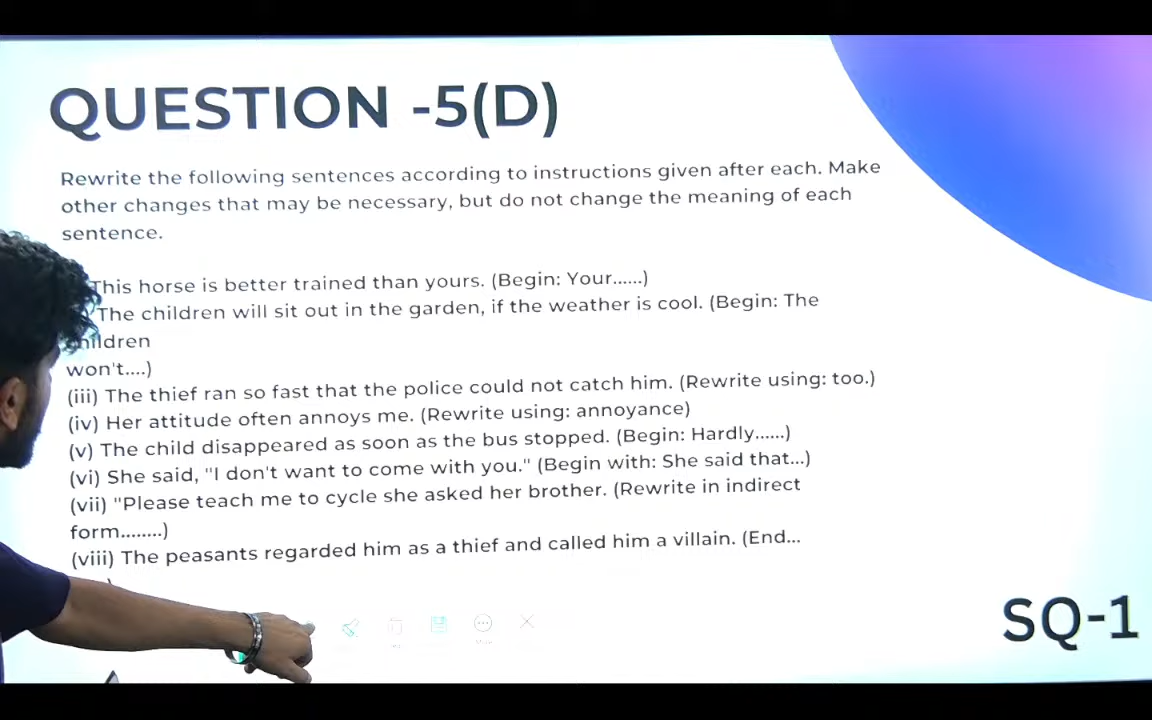 QUESTION -5(D)
Rewrite the following sentences according to instructions given after each. Make
other changes that may be necessary, but do not change the meaning of each
sentence.
This horse is better trained than yours. (Begin: Your......)
The children will sit out in the garden, if the weather is cool. (Begin: The
children
won't....)
(iii) The thief ran so fast that the police could not catch him. (Rewrite using: too.)
(iv) Her attitude often annoys me. (Rewrite using: annoyance)
(v) The child disappeared as soon as the bus stopped. (Begin: Hardly......)
(vi) She said, "I don't want to come with you." (Begin with: She said that...)
(vii) "Please teach me to cycle she asked her brother. (Rewrite in indirect
form........)
(viii) The peasants regarded him as a thief and called him a villain. (End...
SQ-1